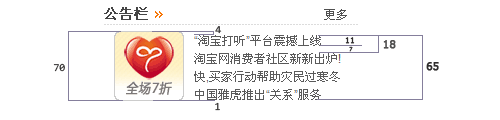 公告栏 » 更多
4
"淘宝打听"平台震撼上线
11
7
18
淘宝网消费者社区新新出炉!
70
65
快,买家行动帮助灾民过寒冬
全场7折
中国雅虎推出"关系"服务
1